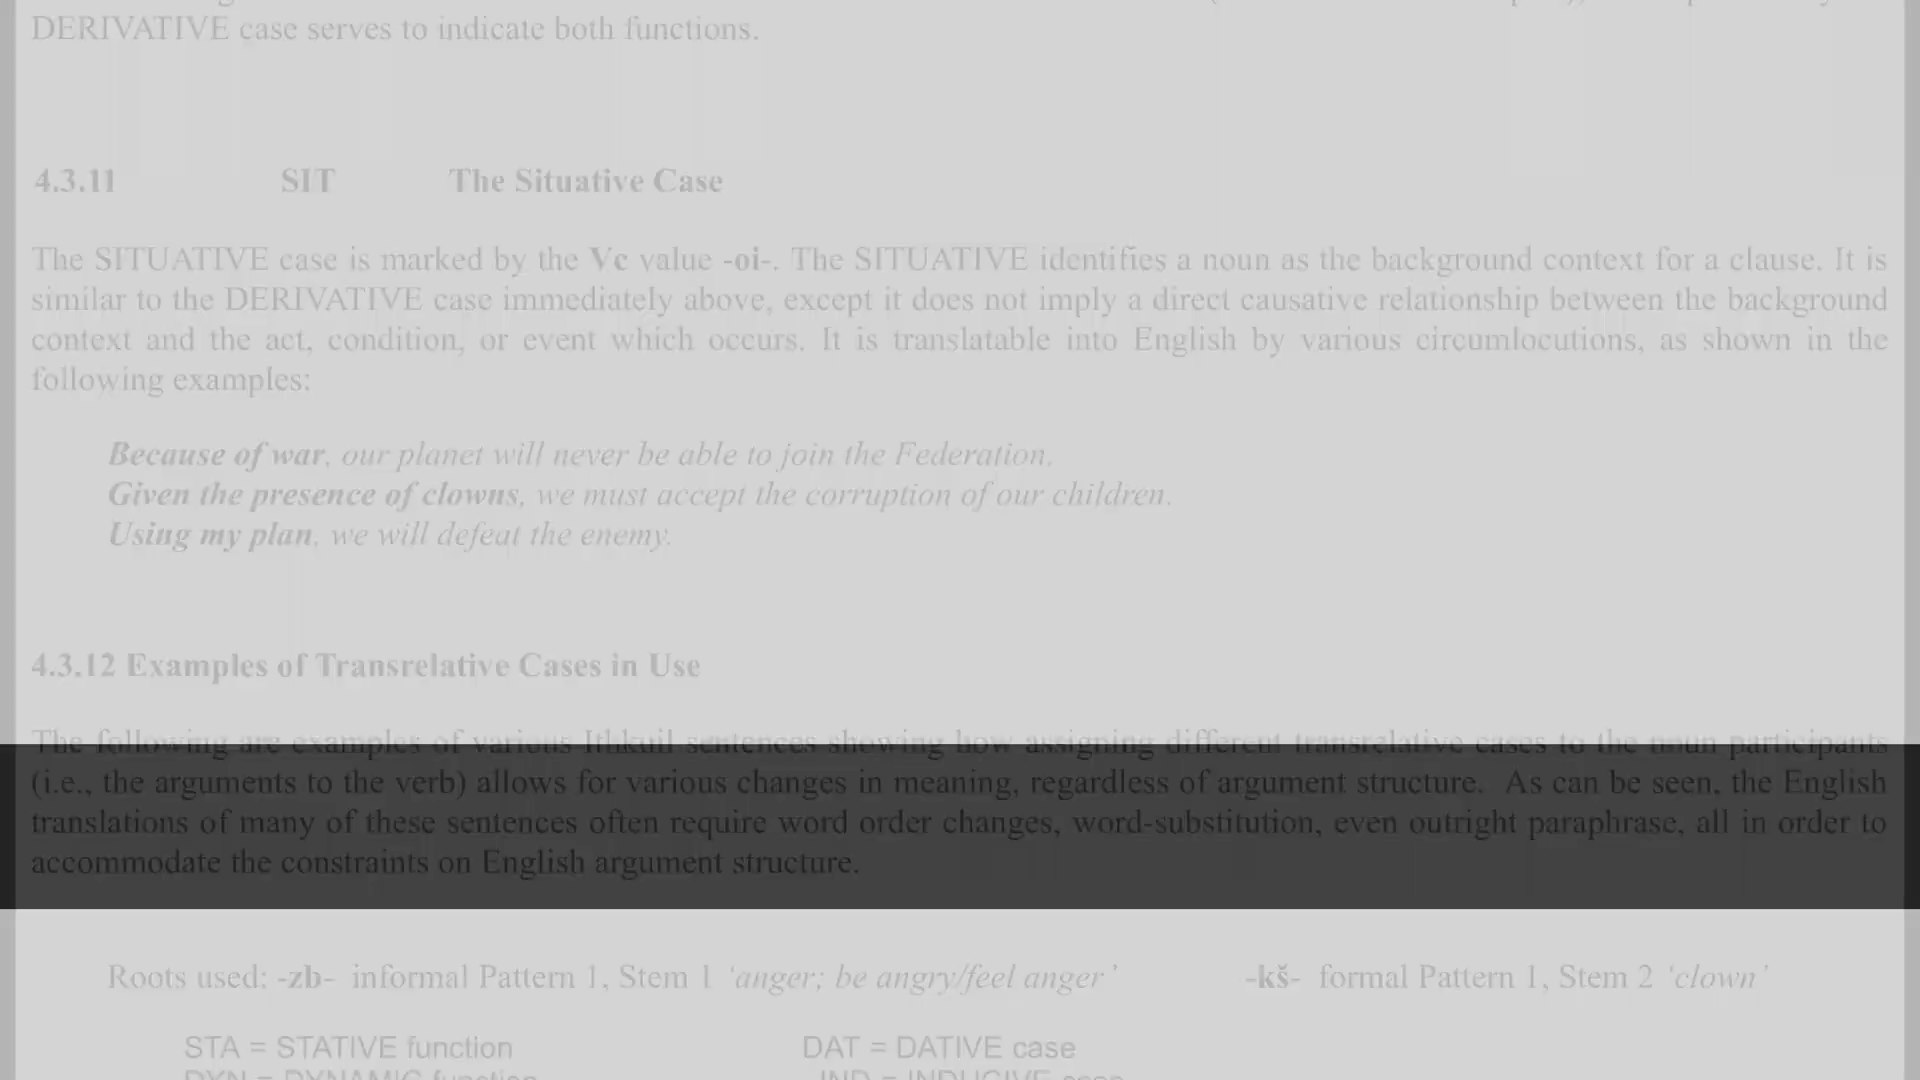 DERIVATIVE case serves to indicate both functions.
4.3.11 SIT The Situative Case
The SITUATIVE case is marked by the Vc value -oi-. The SITUATIVE identifies a noun as the background context for a clause. It is
similar to the DERIVATIVE case immediately above, except it does not imply a direct causative relationship between the background
context and the act, condition, or event which occurs. It is translatable into English by various circumlocutions, as shown in the
following examples:
Because of war, our planet will never be able to join the Federation.
Given the presence of clowns, we must accept the corruption of our children.
Using my plan, we will defeat the enemy.
4.3.12 Examples of Transrelative Cases in Use
The following are examples of various Ithkuil sentences showing how assigning different transrelative cases to the noun participants
(i.e., the arguments to the verb) allows for various changes in meaning, regardless of argument structure. As can be seen, the English
translations of many of these sentences often require word order changes, word-substitution, even outright paraphrase, all in order to
accommodate the constraints on English argument structure.
Roots used: -zb- informal Pattern 1, Stem 1 ‘anger; be angry/feel anger’ -kš- formal Pattern 1, Stem 2 ‘clown’
STA = STATIVE function DAT = DATIVE case
DYN = DYNAMIC function IND = INDUCIVE case